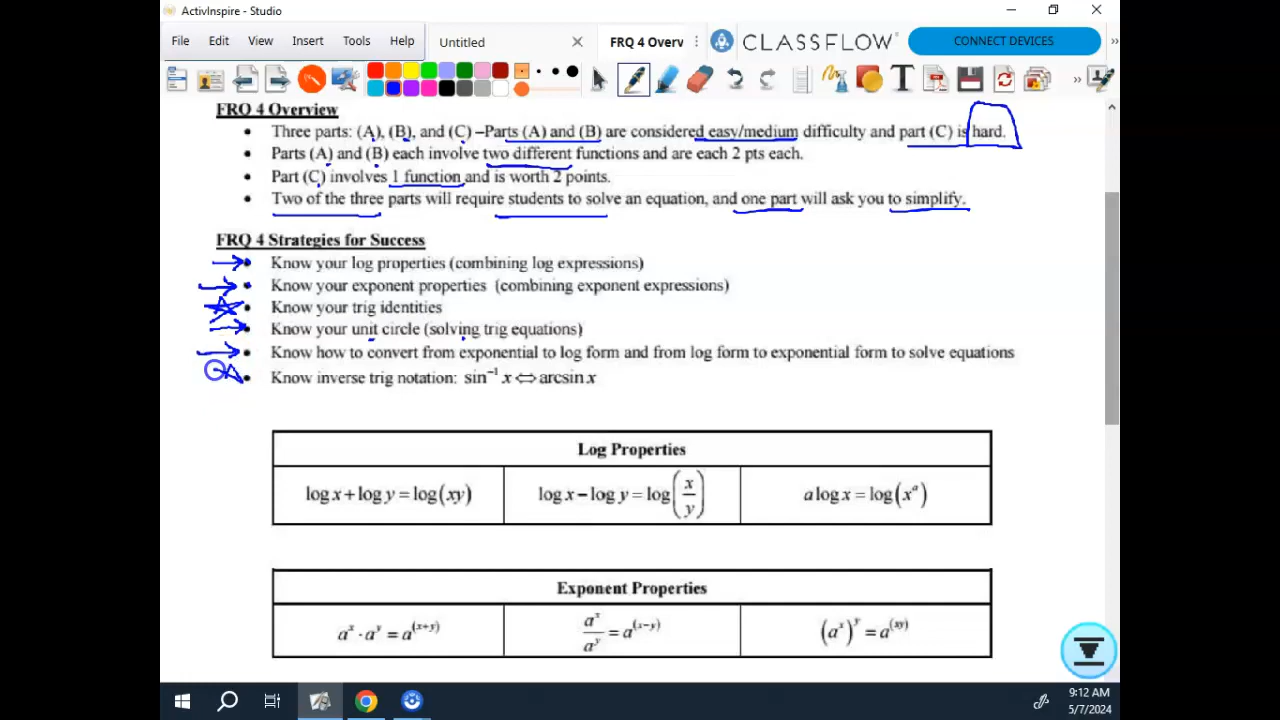 ActivInspire - Studio
File Edit View Insert Tools Help Untitled FRQ 4 Overv CLASSFLOW CONNECT DEVICES
FRQ 4 Overview
• Three parts: (A), (B), and (C) –Parts (A) and (B) are considered easy/medium difficulty and part (C) is hard.
• Parts (A) and (B) each involve two different functions and are each 2 pts each.
• Part (C) involves 1 function and is worth 2 points.
• Two of the three parts will require students to solve an equation, and one part will ask you to simplify.
FRQ 4 Strategies for Success
• Know your log properties (combining log expressions)
• Know your exponent properties (combining exponent expressions)
• Know your trig identities
• Know your unit circle (solving trig equations)
• Know how to convert from exponential to log form and from log form to exponential form to solve equations
• Know inverse trig notation: sin⁻¹ x ⇔ arcsin x
Log Properties
log x + log y = log(xy) log x − log y = log(x/y) a log x = log(xᵃ)
Exponent Properties
aˣ · aʸ = a^(x+y) aˣ/aʸ = a^(x−y) (aˣ)ʸ = a^(xy)
9:12 AM
5/7/2024